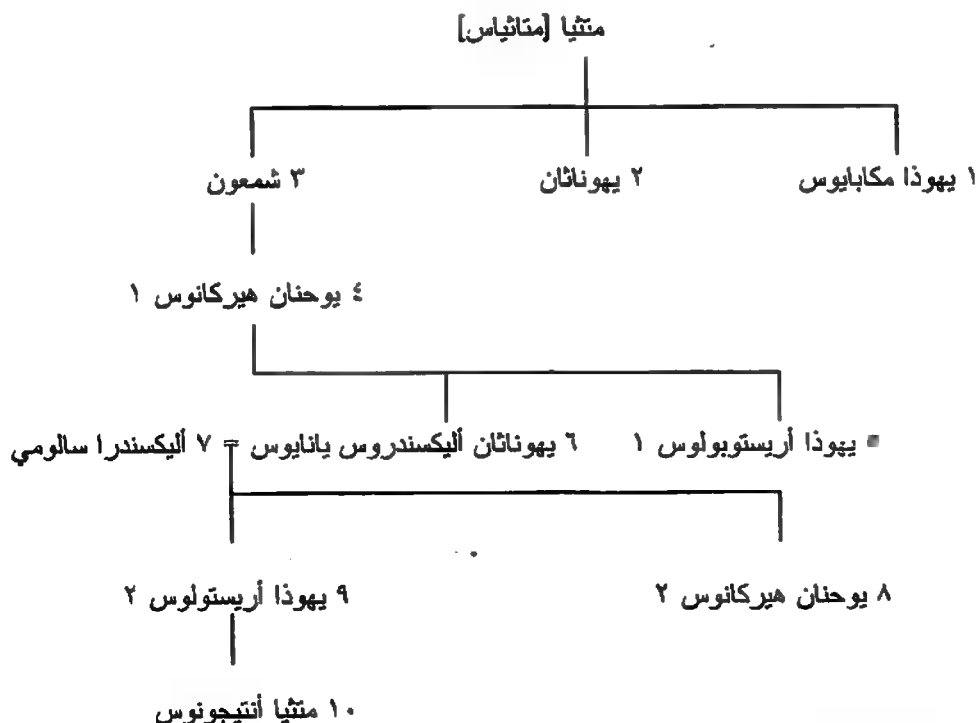 متثيا [متاثياس]
١ يهوذا مكابايوس ٢ يهوناثان ٣ شمعون
٤ يوحنان هيركانوس ١
يهوذا أريستوبولوس ١ ٦ يهوناثان أليكسندروس يانايوس = ٧ أليكسندرا سالومي
٨ يوحنان هيركانوس ٢ ٩ يهوذا أريستولوس ٢
١٠ متثيا أنتيجونوس